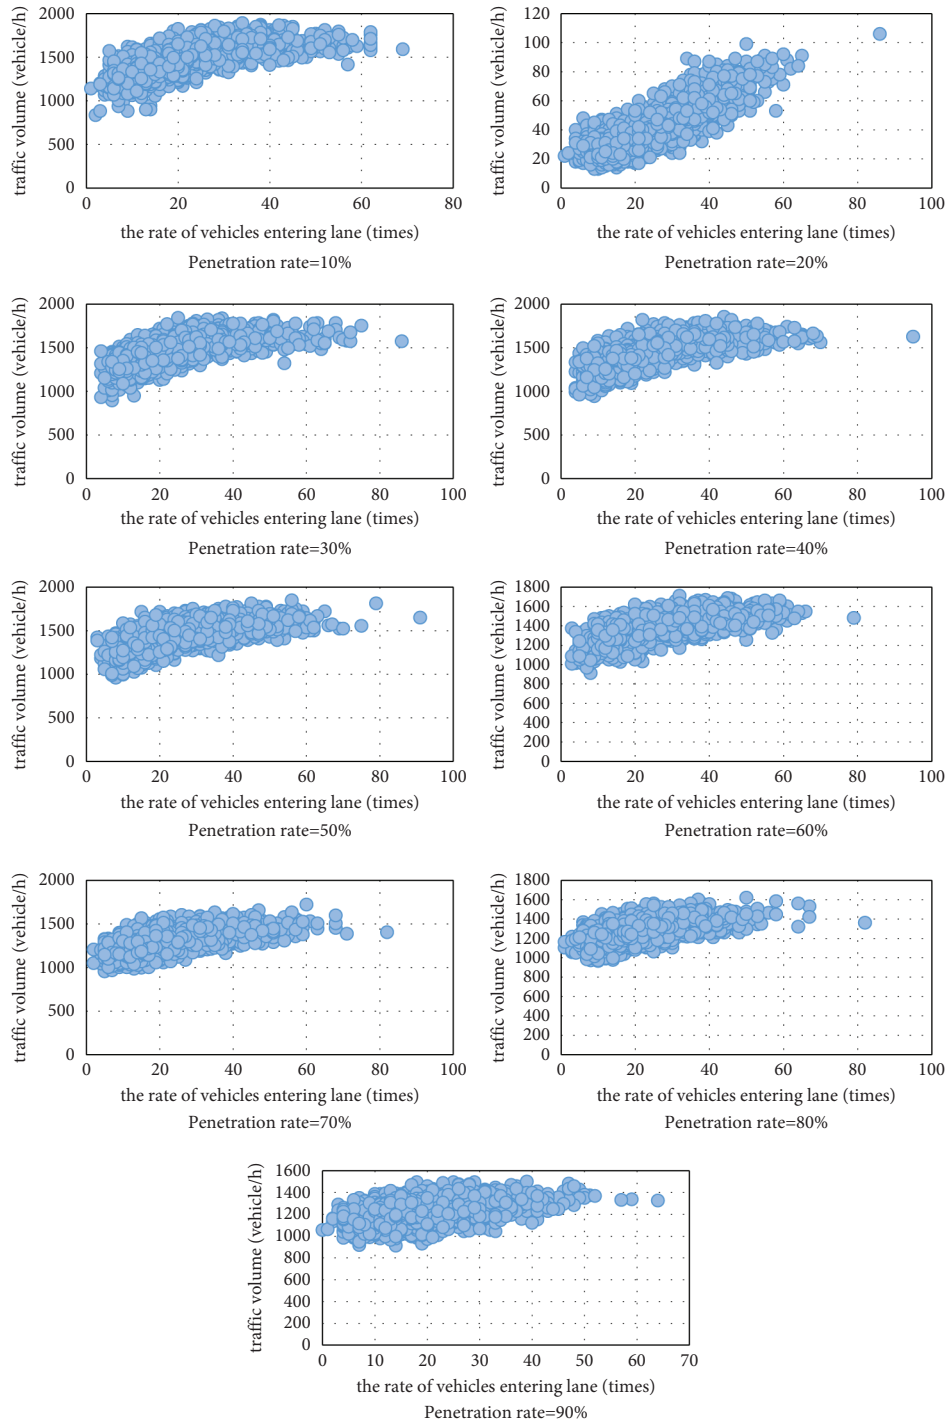 traffic volume (vehicle/h)
2000
1500
1000
500
0
0 20 40 60 80
the rate of vehicles entering lane (times)
Penetration rate=10%
traffic volume (vehicle/h)
120
100
80
60
40
20
0
0 20 40 60 80 100
the rate of vehicles entering lane (times)
Penetration rate=20%
traffic volume (vehicle/h)
2000
1500
1000
500
0
0 20 40 60 80 100
the rate of vehicles entering lane (times)
Penetration rate=30%
traffic volume (vehicle/h)
2000
1500
1000
500
0
0 20 40 60 80 100
the rate of vehicles entering lane (times)
Penetration rate=40%
traffic volume (vehicle/h)
2000
1500
1000
500
0
0 20 40 60 80 100
the rate of vehicles entering lane (times)
Penetration rate=50%
traffic volume (vehicle/h)
1800
1600
1400
1200
1000
800
600
400
200
0
0 20 40 60 80 100
the rate of vehicles entering lane (times)
Penetration rate=60%
traffic volume (vehicle/h)
2000
1500
1000
500
0
0 20 40 60 80 100
the rate of vehicles entering lane (times)
Penetration rate=70%
traffic volume (vehicle/h)
1800
1600
1400
1200
1000
800
600
400
200
0
0 20 40 60 80 100
the rate of vehicles entering lane (times)
Penetration rate=80%
traffic volume (vehicle/h)
1600
1400
1200
1000
800
600
400
200
0
0 10 20 30 40 50 60 70
the rate of vehicles entering lane (times)
Penetration rate=90%